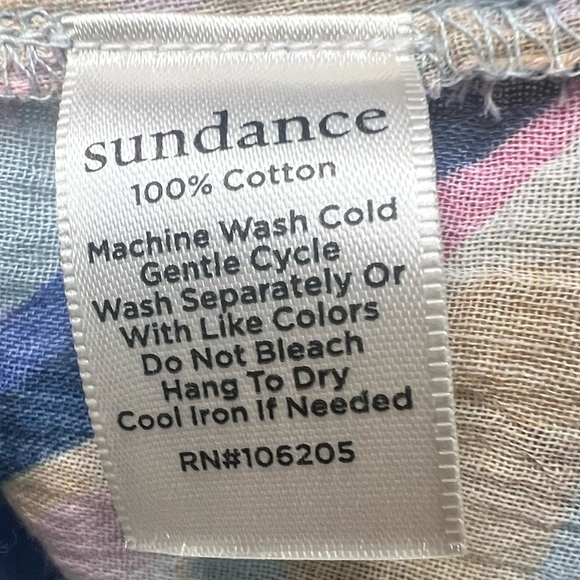 sundance
100% Cotton
Machine Wash Cold
Gentle Cycle
Wash Separately Or
With Like Colors
Do Not Bleach
Hang To Dry
Cool Iron If Needed
RN#106205